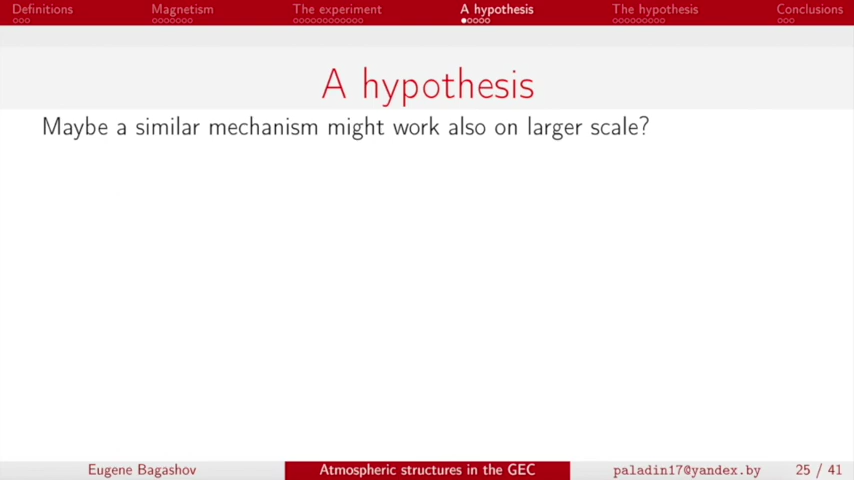 Definitions
Magnetism
The experiment
A hypothesis
The hypothesis
Conclusions
A hypothesis
Maybe a similar mechanism might work also on larger scale?
Eugene Bagashov
Atmospheric structures in the GEC
paladin17@yandex.by
25 / 41